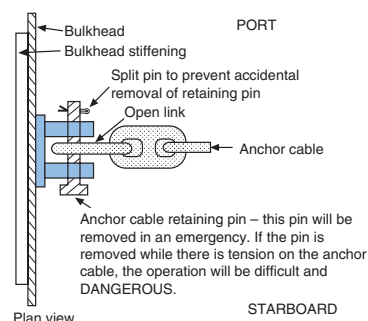 PORT
Bulkhead
Bulkhead stiffening
Split pin to prevent accidental
removal of retaining pin
Open link
Anchor cable
Anchor cable retaining pin – this pin will be
removed in an emergency. If the pin is
removed while there is tension on the anchor
cable, the operation will be difficult and
DANGEROUS.
STARBOARD
Plan view